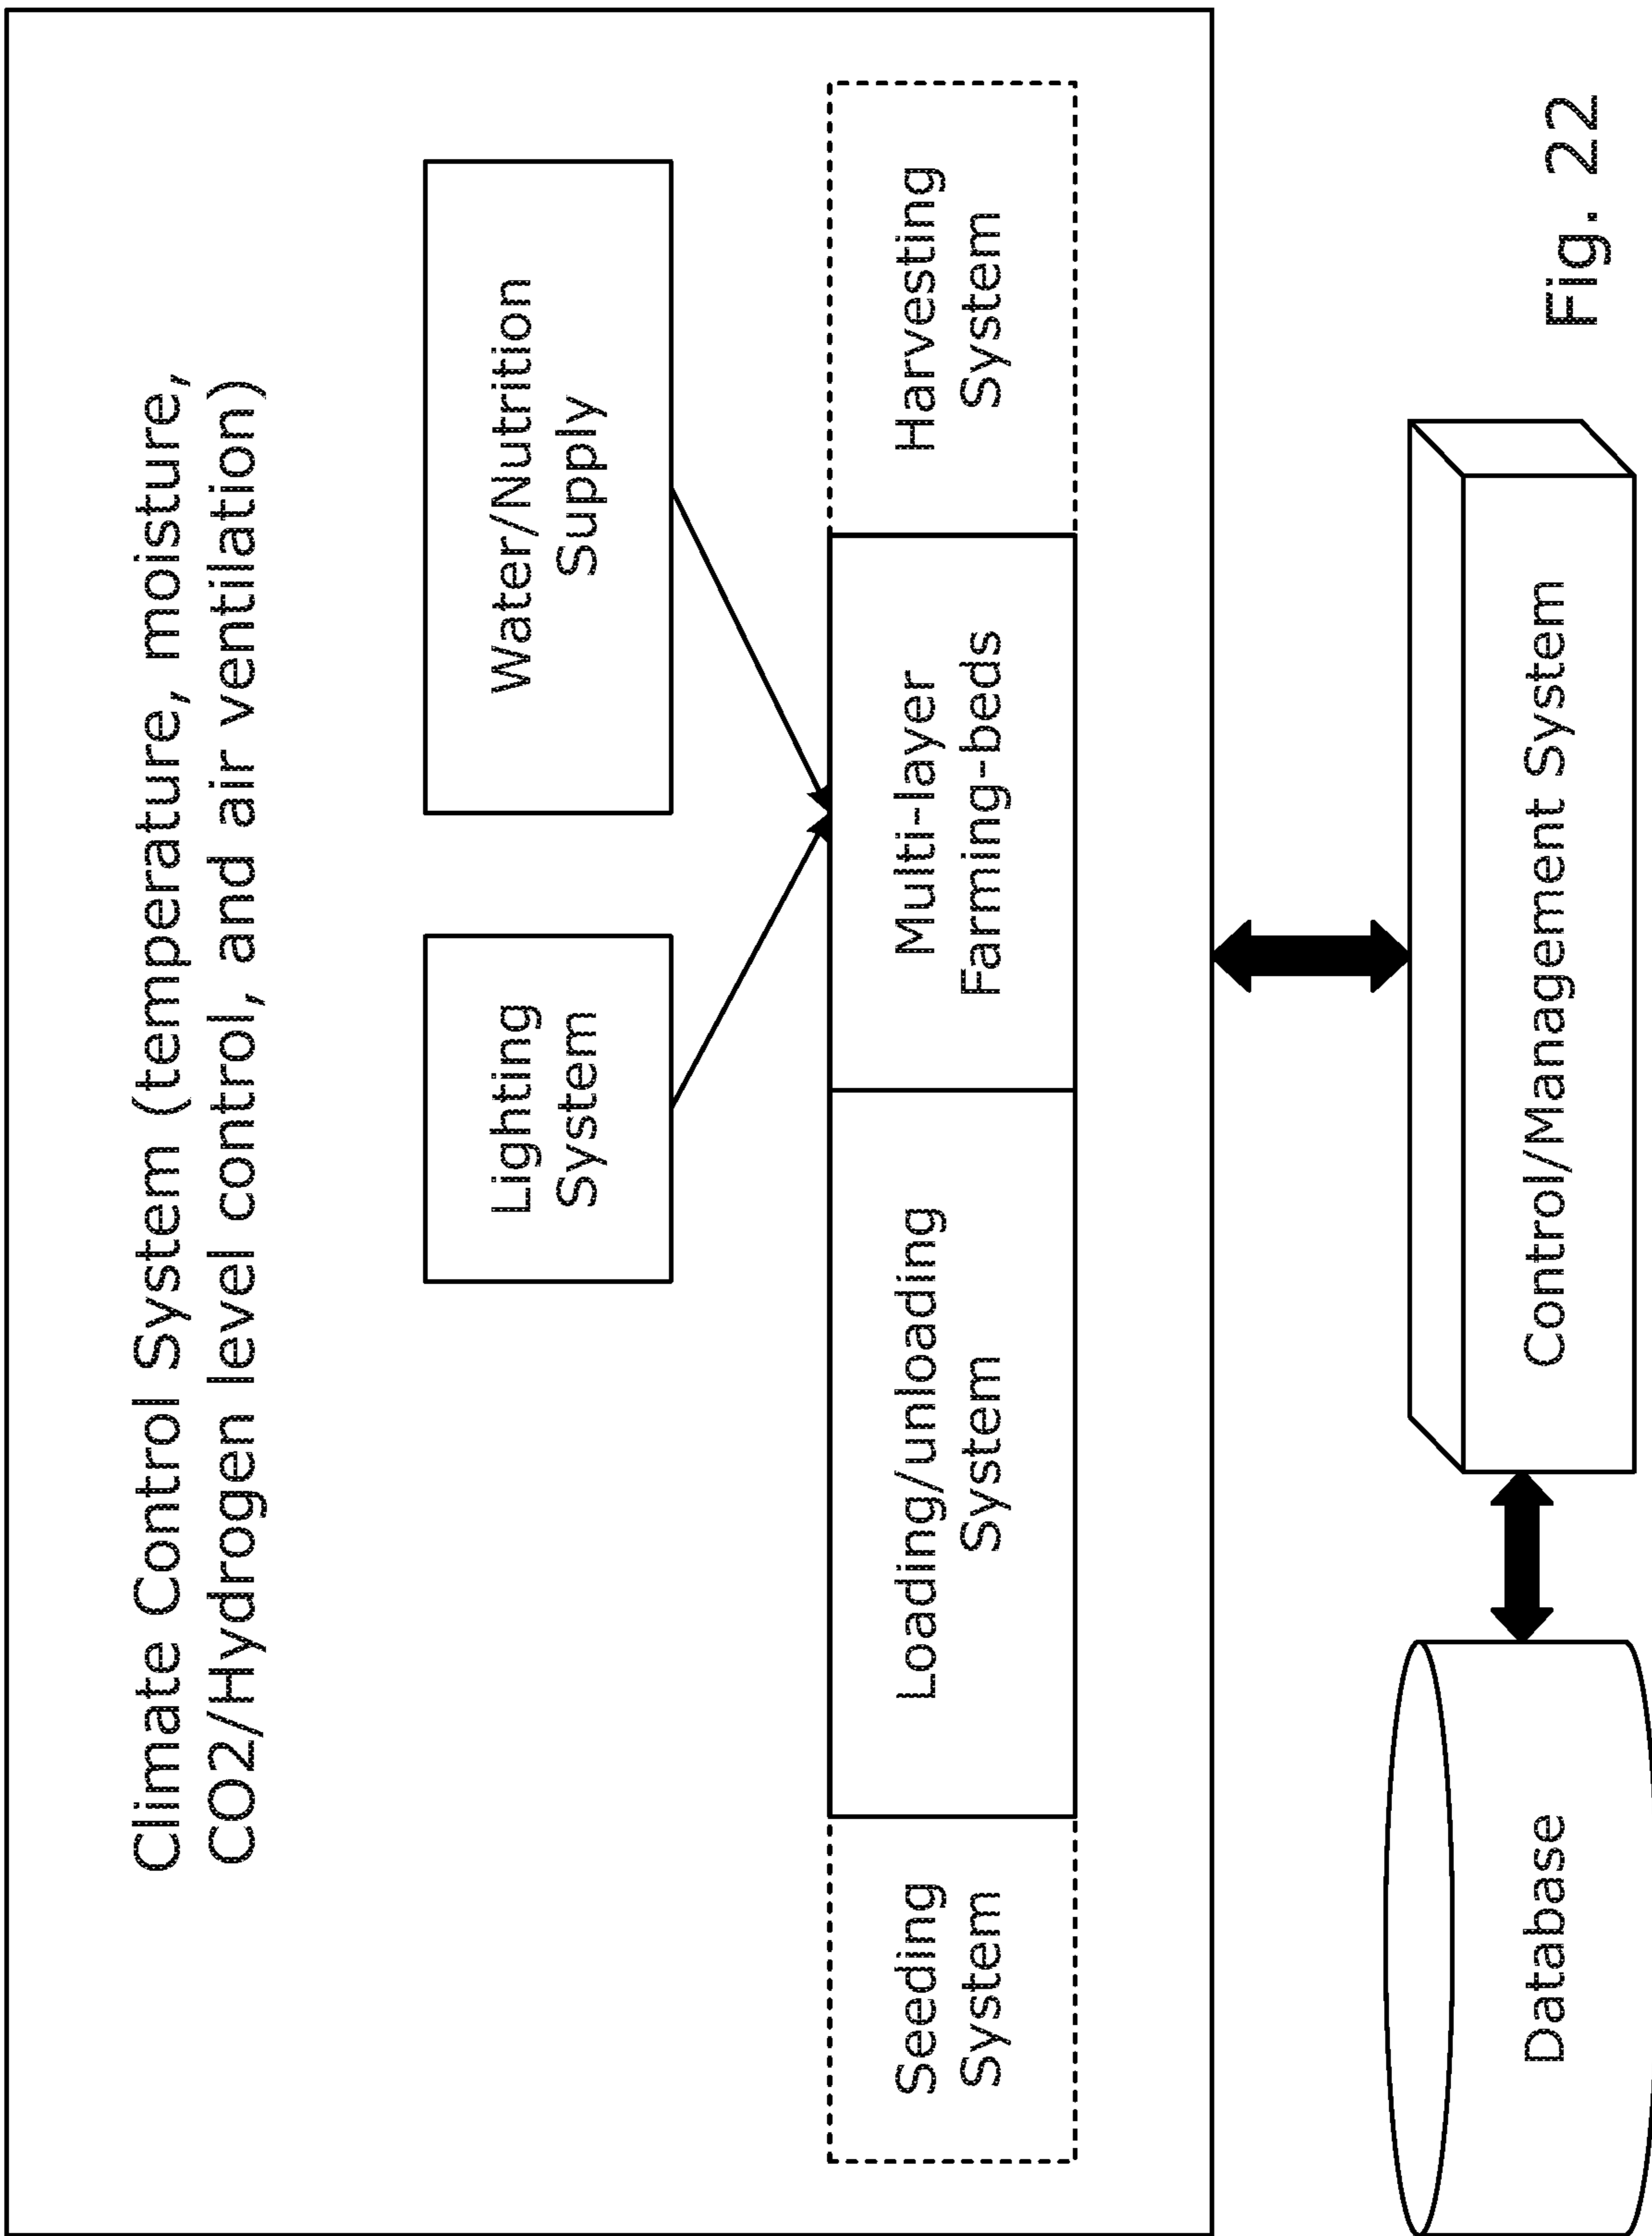 Climate Control System (temperature, moisture,
CO2/Hydrogen level control, and air ventilation)
Lighting
System
Water/Nutrition
Supply
Seeding
System
Loading/unloading
System
Multi-layer
Farming-beds
Harvesting
System
Database
Control/Management System
Fig. 22